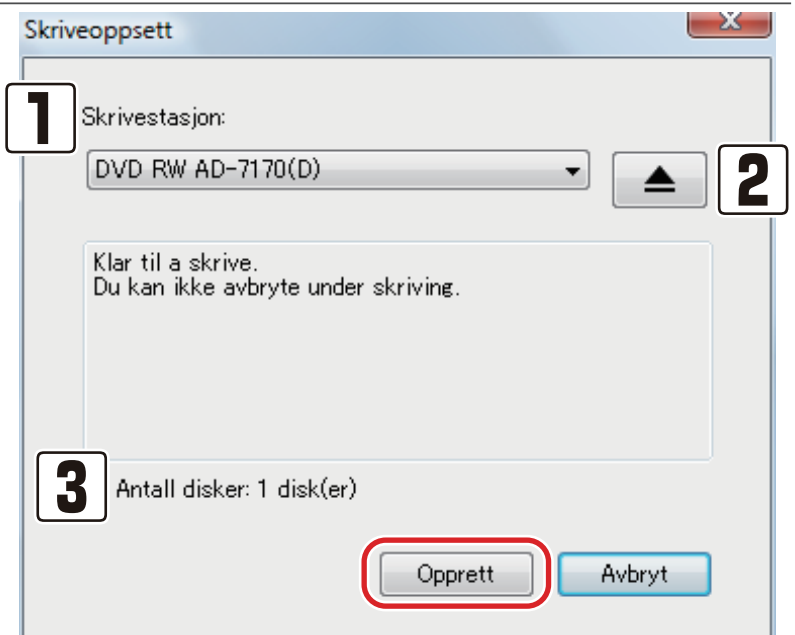 Skriveoppsett
1
Skrivestasjon:
DVD RW AD-7170(D)
2
Klar til a skrive.
Du kan ikke avbryte under skriving.
3
Antall disker: 1 disk(er)
Opprett
Avbryt